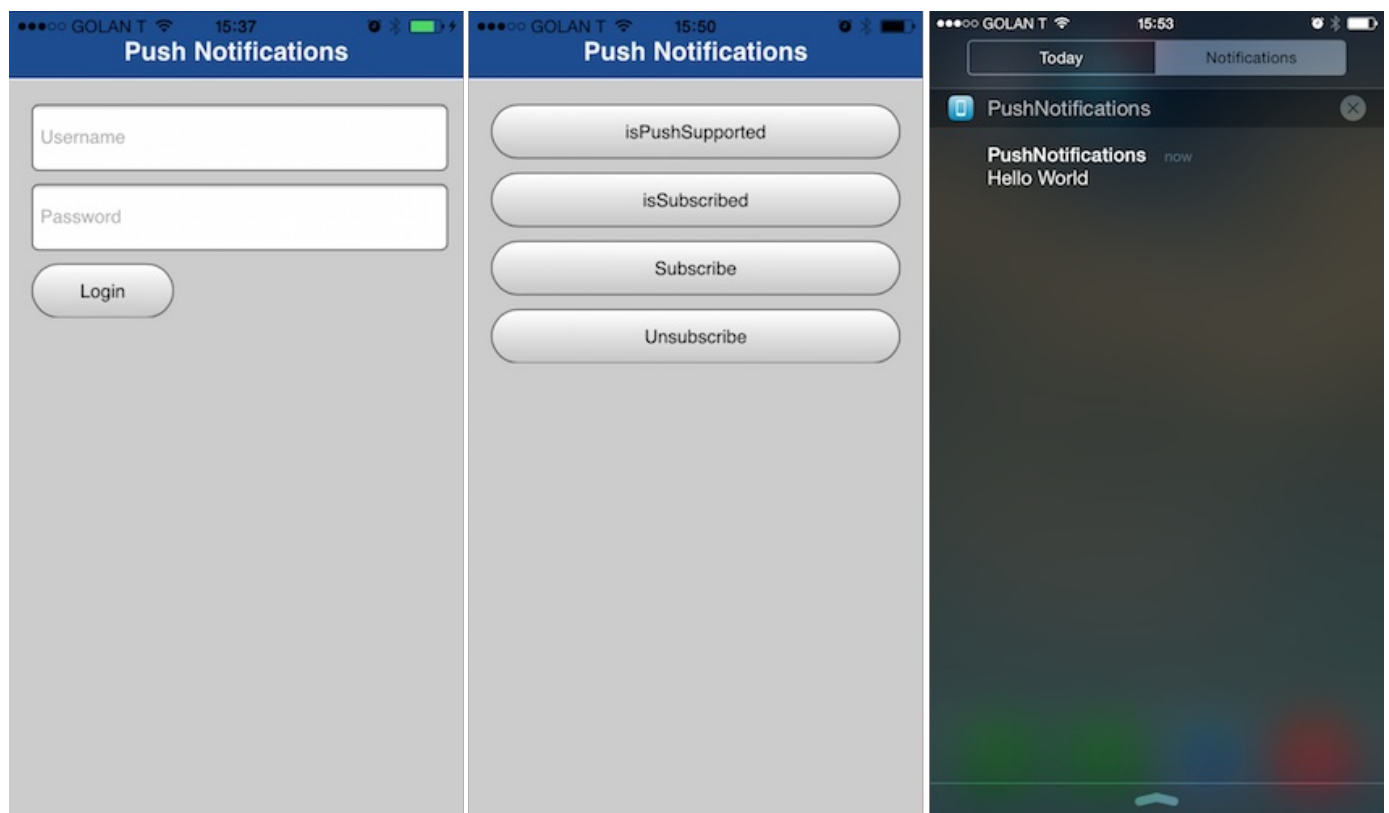 GOLAN T 15:37
Push Notifications
Username
Password
Login
GOLAN T 15:50
Push Notifications
isPushSupported
isSubscribed
Subscribe
Unsubscribe
GOLAN T 15:53
Today Notifications
PushNotifications
PushNotifications now
Hello World